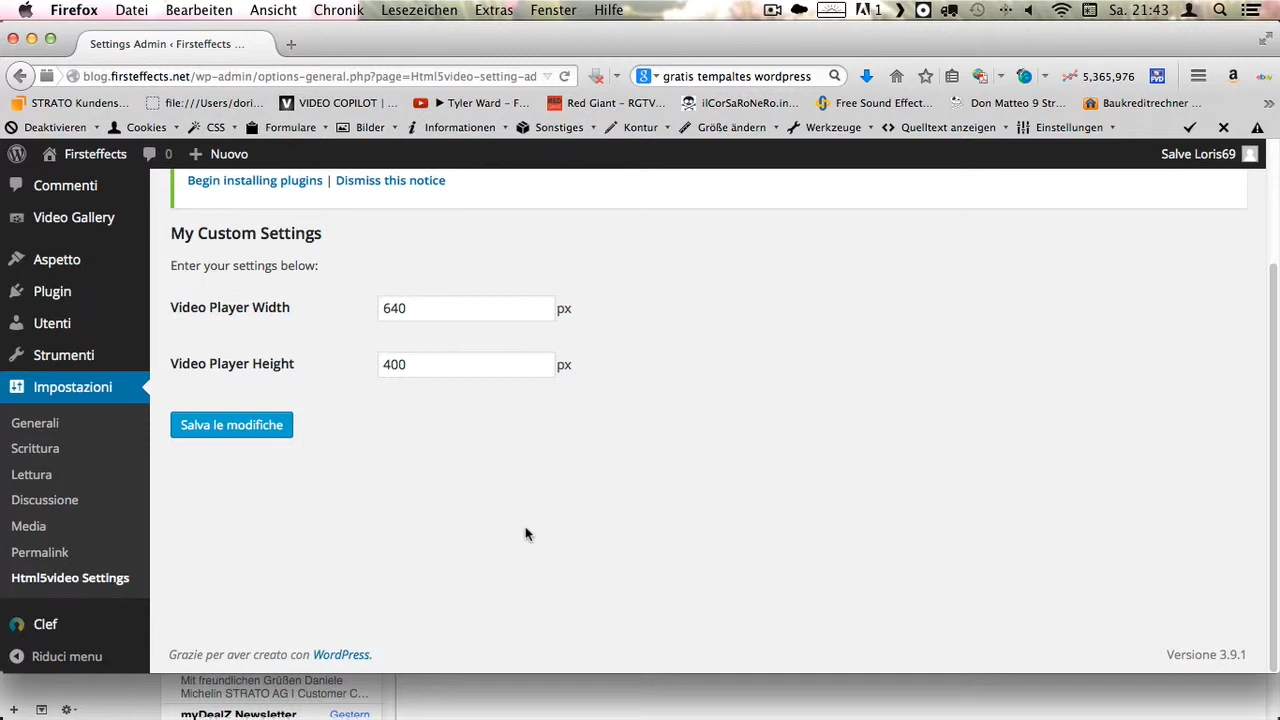 Firefox Datei Bearbeiten Ansicht Chronik Lesezeichen Extras Fenster Hilfe 1 Sa. 21:43
Settings Admin ‹ Firsteffects ...
blog.firsteffects.net/wp-admin/options-general.php?page=Html5video-setting-ad gratis tempaltes wordpress 5,365,976
STRATO Kundens... file:///Users/dori... VIDEO COPILOT | ... Tyler Ward - F... Red Giant – RGTV... ilCorSaRoNeRo.in... Free Sound Effect... Don Matteo 9 Str... Baukreditrechner ...
Deaktivieren Cookies CSS Formulare Bilder Informationen Sonstiges Kontur Größe ändern Werkzeuge Quelltext anzeigen Einstellungen
Firsteffects 0 Nuovo Salve Loris69
Commenti
Video Gallery
Aspetto
Plugin
Utenti
Strumenti
Impostazioni
Generali
Scrittura
Lettura
Discussione
Media
Permalink
Html5video Settings
Clef
Riduci menu
Begin installing plugins | Dismiss this notice
My Custom Settings
Enter your settings below:
Video Player Width 640 px
Video Player Height 400 px
Salva le modifiche
Grazie per aver creato con WordPress. Versione 3.9.1
Mit freundlichen Grüßen Daniele
Michelin STRATO AG | Customer C...
myDealZ Newsletter Gestern